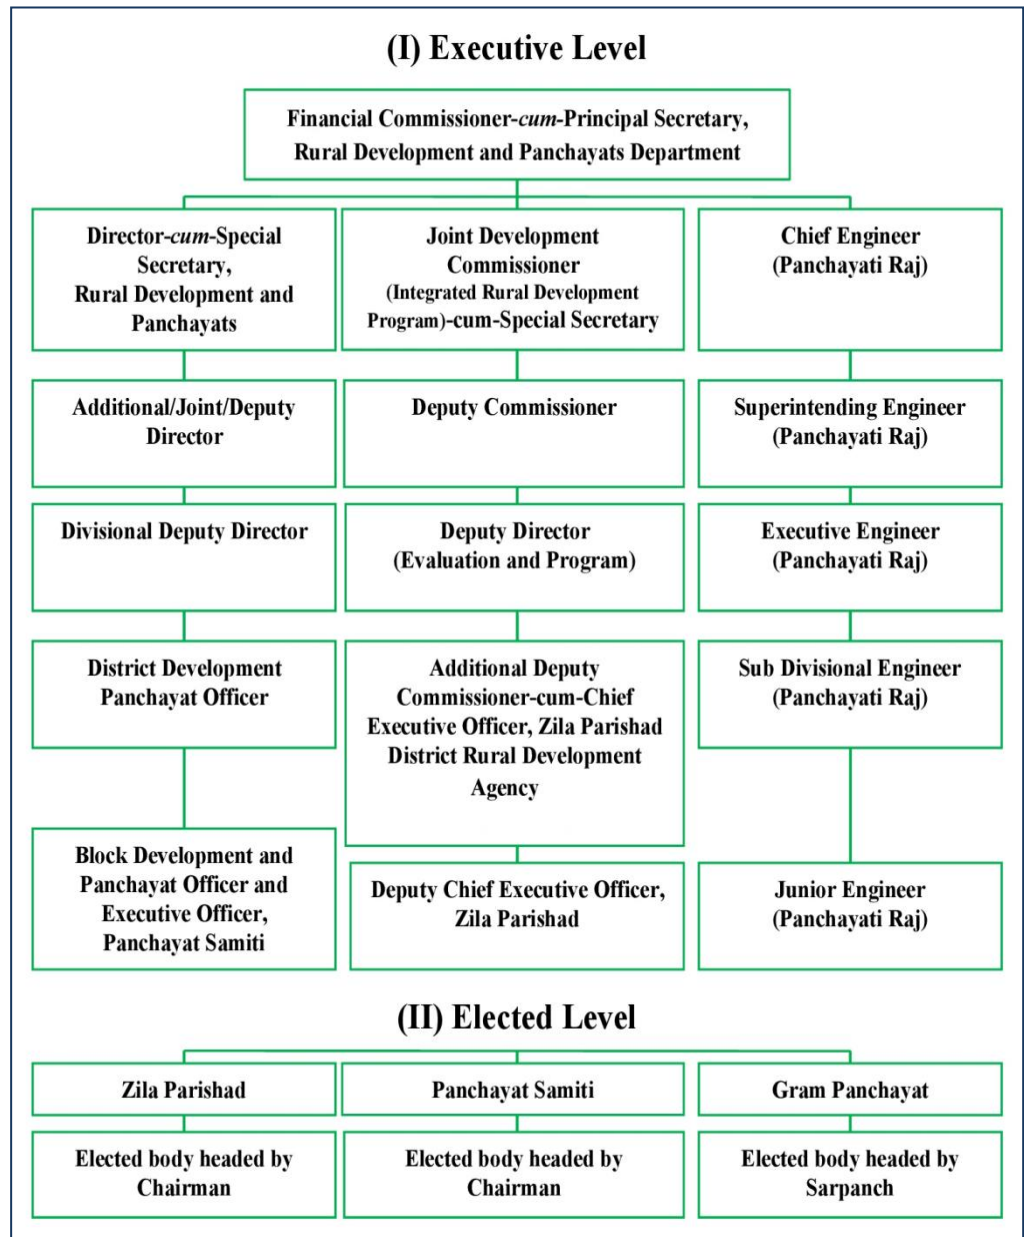 (I) Executive Level
Financial Commissioner-cum-Principal Secretary,
Rural Development and Panchayats Department
Director-cum-Special
Secretary,
Rural Development and
Panchayats
Joint Development
Commissioner
(Integrated Rural Development
Program)-cum-Special Secretary
Chief Engineer
(Panchayati Raj)
Additional/Joint/Deputy
Director
Deputy Commissioner
Superintending Engineer
(Panchayati Raj)
Divisional Deputy Director
Deputy Director
(Evaluation and Program)
Executive Engineer
(Panchayati Raj)
District Development
Panchayat Officer
Additional Deputy
Commissioner-cum-Chief
Executive Officer, Zila Parishad
District Rural Development
Agency
Sub Divisional Engineer
(Panchayati Raj)
Block Development and
Panchayat Officer and
Executive Officer,
Panchayat Samiti
Deputy Chief Executive Officer,
Zila Parishad
Junior Engineer
(Panchayati Raj)
(II) Elected Level
Zila Parishad
Panchayat Samiti
Gram Panchayat
Elected body headed by
Chairman
Elected body headed by
Chairman
Elected body headed by
Sarpanch